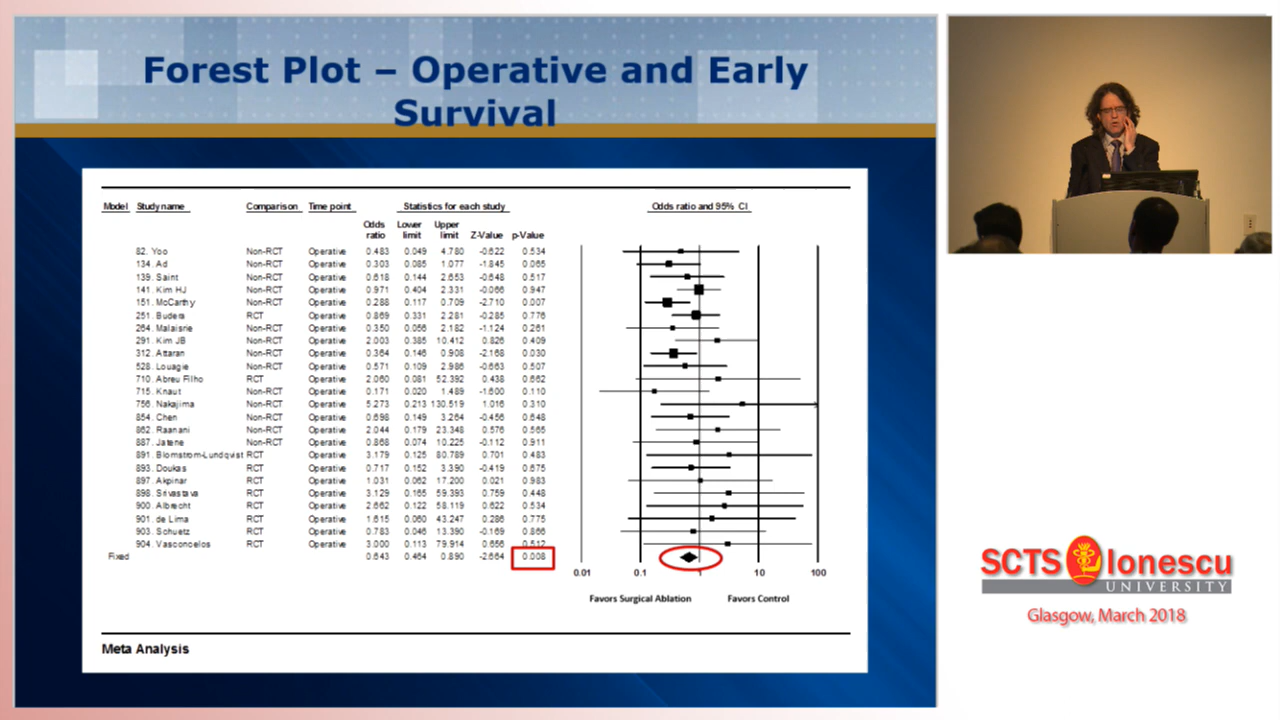 Forest Plot – Operative and Early
Survival
Model Study name Comparison Time point Statistics for each study Odds ratio and 95% CI
Odds ratio Lower limit Upper limit Z-Value p-Value
82. Yoo Non-RCT Operative 0.483 0.049 4.780 -0.622 0.534
134. Ad Non-RCT Operative 0.303 0.085 1.077 -1.845 0.065
139. Saint Non-RCT Operative 0.618 0.144 2.653 -0.648 0.517
141. Kim HJ Non-RCT Operative 0.971 0.404 2.331 -0.066 0.947
151. McCarthy Non-RCT Operative 0.288 0.117 0.709 -2.710 0.007
251. Budera RCT Operative 0.869 0.331 2.281 -0.285 0.776
264. Malaisrie Non-RCT Operative 0.350 0.056 2.182 -1.124 0.261
291. Kim JB Non-RCT Operative 2.003 0.385 10.412 0.826 0.409
312. Attaran Non-RCT Operative 0.364 0.146 0.908 -2.168 0.030
528. Louagie Non-RCT Operative 0.571 0.109 2.986 -0.663 0.507
710. Abreu Filho RCT Operative 2.060 0.081 52.392 0.438 0.662
715. Knaut Non-RCT Operative 0.171 0.020 1.489 -1.600 0.110
756. Nakajima Non-RCT Operative 5.273 0.213 130.519 1.016 0.310
854. Chen Non-RCT Operative 0.698 0.149 3.264 -0.456 0.648
862. Raanani Non-RCT Operative 2.044 0.179 23.348 0.576 0.565
887. Jatene Non-RCT Operative 0.868 0.074 10.225 -0.112 0.911
891. Blomstrom-Lundqvist RCT Operative 3.179 0.125 80.789 0.701 0.483
893. Doukas RCT Operative 0.717 0.152 3.390 -0.419 0.675
897. Akpinar RCT Operative 1.031 0.062 17.200 0.021 0.983
898. Srivastava RCT Operative 3.129 0.165 59.393 0.759 0.448
900. Albrecht RCT Operative 2.662 0.122 58.119 0.622 0.534
901. de Lima RCT Operative 1.615 0.060 43.247 0.286 0.775
903. Schuetz RCT Operative 0.783 0.046 13.390 -0.169 0.866
904. Vasconcelos RCT Operative 3.000 0.113 79.914 0.656 0.512
Fixed 0.643 0.464 0.890 -2.664 0.008
0.01 0.1 1 10 100
Favors Surgical Ablation Favors Control
Meta Analysis
SCTS Ionescu
UNIVERSITY
Glasgow, March 2018